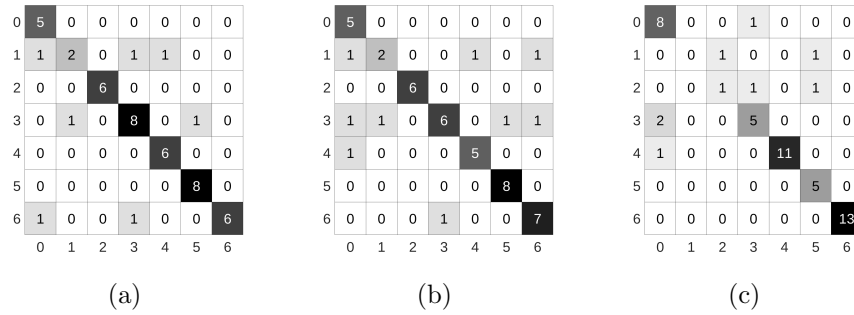 0 5 0 0 0 0 0 0
1 1 2 0 1 1 0 0
2 0 0 6 0 0 0 0
3 0 1 0 8 0 1 0
4 0 0 0 0 6 0 0
5 0 0 0 0 0 8 0
6 1 0 0 1 0 0 6
0 1 2 3 4 5 6
(a)
0 5 0 0 0 0 0 0
1 1 2 0 0 1 0 1
2 0 0 6 0 0 0 0
3 1 1 0 6 0 1 1
4 1 0 0 0 5 0 0
5 0 0 0 0 0 8 0
6 0 0 0 1 0 0 7
0 1 2 3 4 5 6
(b)
0 8 0 0 1 0 0 0
1 0 0 1 0 0 1 0
2 0 0 1 1 0 1 0
3 2 0 0 5 0 0 0
4 1 0 0 0 11 0 0
5 0 0 0 0 0 5 0
6 0 0 0 0 0 0 13
0 1 2 3 4 5 6
(c)